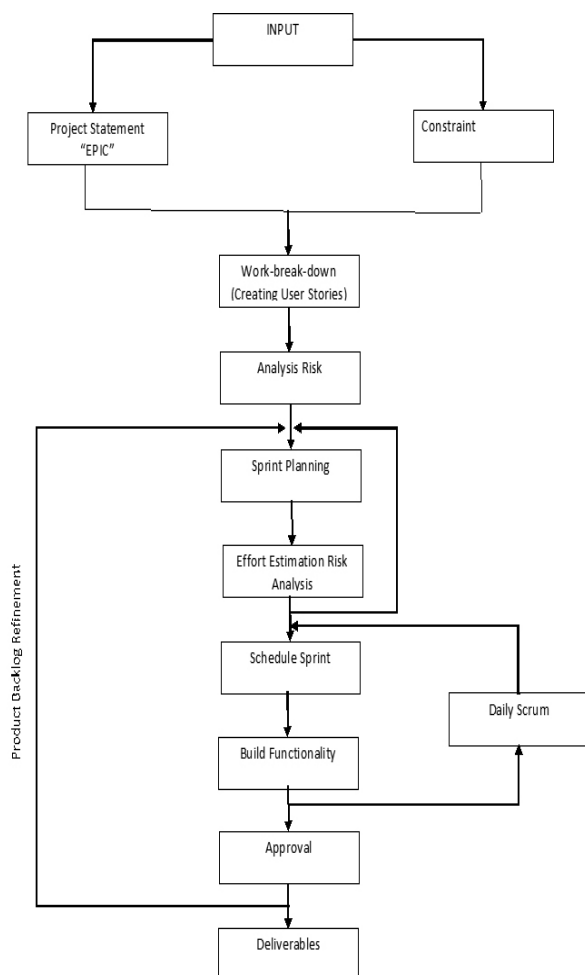 INPUT
Project Statement
“EPIC”
Constraint
Work-break-down
(Creating User Stories)
Analysis Risk
Sprint Planning
Effort Estimation Risk
Analysis
Product Backlog Refinement
Schedule Sprint
Daily Scrum
Build Functionality
Approval
Deliverables